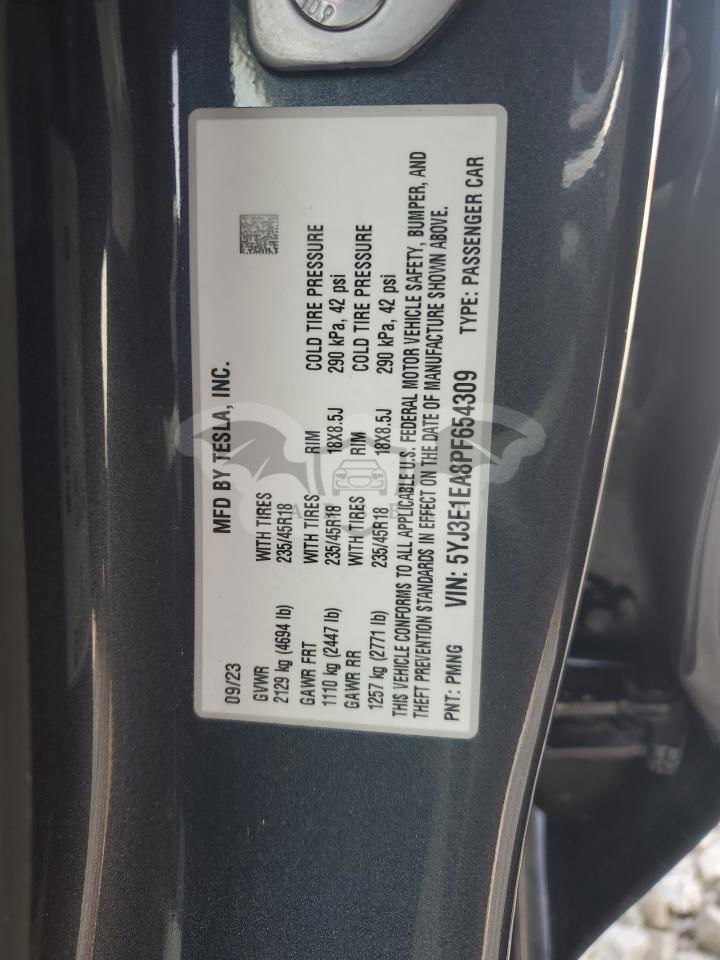 MFD BY TESLA, INC.
09/23
GVWR WITH TIRES
2129 kg (4694 lb) 235/45R18
GAWR FRT WITH TIRES RIM COLD TIRE PRESSURE
1110 kg (2447 lb) 235/45R18 18X8.5J 290 kPa, 42 psi
GAWR RR WITH TIRES RIM COLD TIRE PRESSURE
1257 kg (2771 lb) 235/45R18 18X8.5J 290 kPa, 42 psi
THIS VEHICLE CONFORMS TO ALL APPLICABLE U.S. FEDERAL MOTOR VEHICLE SAFETY, BUMPER, AND
THEFT PREVENTION STANDARDS IN EFFECT ON THE DATE OF MANUFACTURE SHOWN ABOVE.
PNT: PMNG VIN: 5YJ3E1EA8PF654309 TYPE: PASSENGER CAR